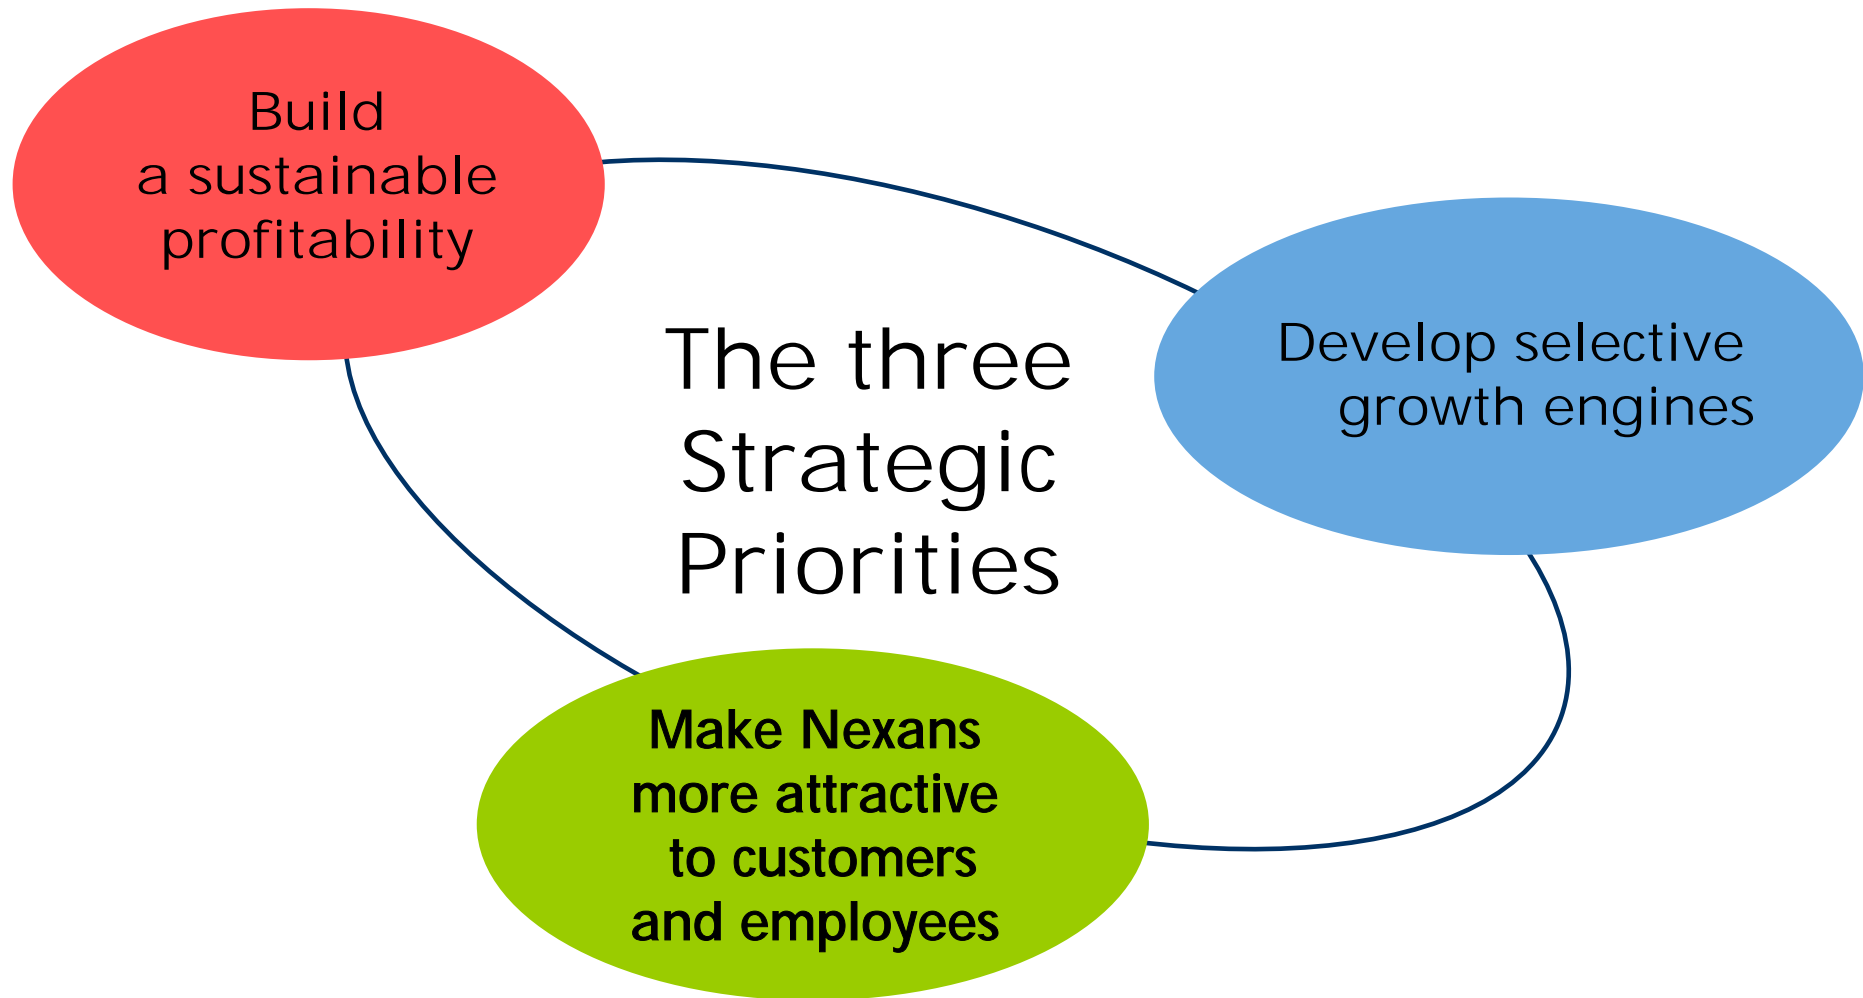 Build
a sustainable
profitability
The three
Strategic
Priorities
Develop selective
growth engines
Make Nexans
more attractive
to customers
and employees